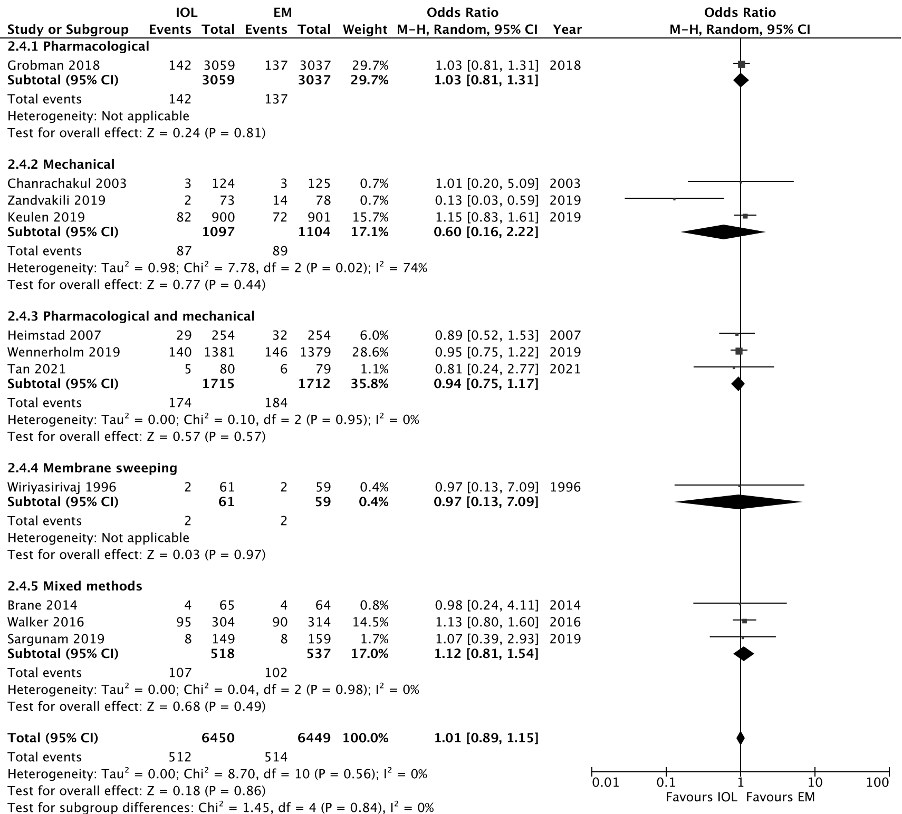 IOL EM Odds Ratio Odds Ratio
Study or Subgroup Events Total Events Total Weight M-H, Random, 95% CI Year M-H, Random, 95% CI
2.4.1 Pharmacological
Grobman 2018 142 3059 137 3037 29.7% 1.03 [0.81, 1.31] 2018
Subtotal (95% CI) 3059 3037 29.7% 1.03 [0.81, 1.31]
Total events 142 137
Heterogeneity: Not applicable
Test for overall effect: Z = 0.24 (P = 0.81)
2.4.2 Mechanical
Chanrachakul 2003 3 124 3 125 0.7% 1.01 [0.20, 5.09] 2003
Zandvakili 2019 2 73 14 78 0.7% 0.13 [0.03, 0.59] 2019
Keulen 2019 82 900 72 901 15.7% 1.15 [0.83, 1.61] 2019
Subtotal (95% CI) 1097 1104 17.1% 0.60 [0.16, 2.22]
Total events 87 89
Heterogeneity: Tau² = 0.98; Chi² = 7.78, df = 2 (P = 0.02); I² = 74%
Test for overall effect: Z = 0.77 (P = 0.44)
2.4.3 Pharmacological and mechanical
Heimstad 2007 29 254 32 254 6.0% 0.89 [0.52, 1.53] 2007
Wennerholm 2019 140 1381 146 1379 28.6% 0.95 [0.75, 1.22] 2019
Tan 2021 5 80 6 79 1.1% 0.81 [0.24, 2.77] 2021
Subtotal (95% CI) 1715 1712 35.8% 0.94 [0.75, 1.17]
Total events 174 184
Heterogeneity: Tau² = 0.00; Chi² = 0.10, df = 2 (P = 0.95); I² = 0%
Test for overall effect: Z = 0.57 (P = 0.57)
2.4.4 Membrane sweeping
Wiriyasirivaj 1996 2 61 2 59 0.4% 0.97 [0.13, 7.09] 1996
Subtotal (95% CI) 61 59 0.4% 0.97 [0.13, 7.09]
Total events 2 2
Heterogeneity: Not applicable
Test for overall effect: Z = 0.03 (P = 0.97)
2.4.5 Mixed methods
Brane 2014 4 65 4 64 0.8% 0.98 [0.24, 4.11] 2014
Walker 2016 95 304 90 314 14.5% 1.13 [0.80, 1.60] 2016
Sargunam 2019 8 149 8 159 1.7% 1.07 [0.39, 2.93] 2019
Subtotal (95% CI) 518 537 17.0% 1.12 [0.81, 1.54]
Total events 107 102
Heterogeneity: Tau² = 0.00; Chi² = 0.04, df = 2 (P = 0.98); I² = 0%
Test for overall effect: Z = 0.68 (P = 0.49)
Total (95% CI) 6450 6449 100.0% 1.01 [0.89, 1.15]
Total events 512 514
Heterogeneity: Tau² = 0.00; Chi² = 8.70, df = 10 (P = 0.56); I² = 0%
Test for overall effect: Z = 0.18 (P = 0.86)
Test for subgroup differences: Chi² = 1.45, df = 4 (P = 0.84), I² = 0%
0.01 0.1 1 10 100
Favours IOL Favours EM